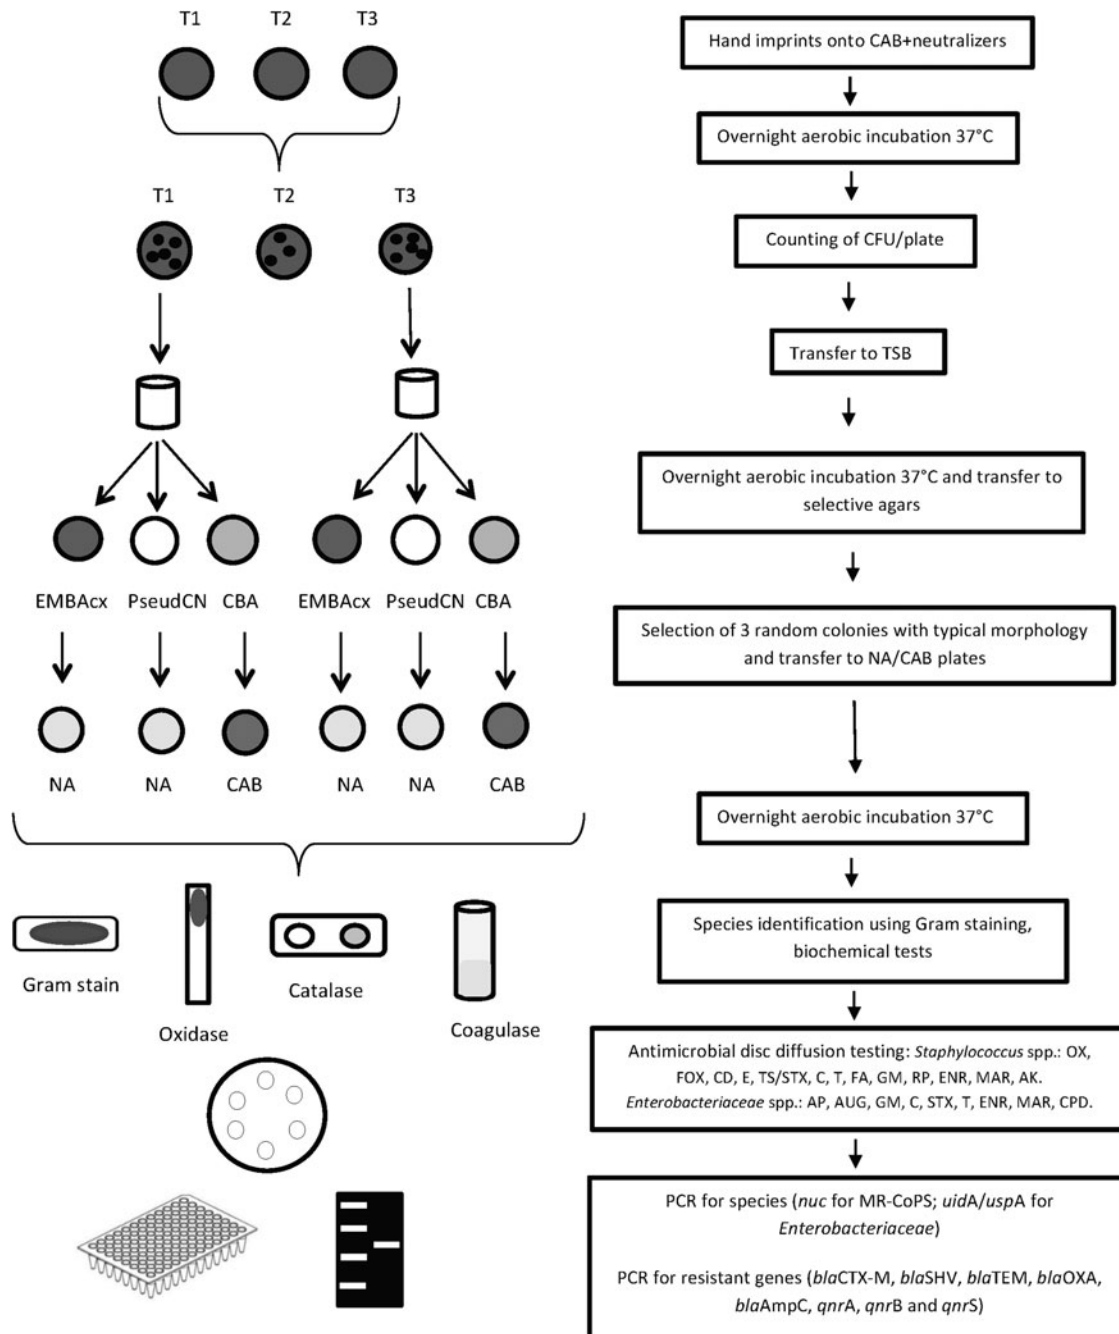 T1 T2 T3
T1 T2 T3
EMBAcx PseudCN CBA EMBAcx PseudCN CBA
NA NA CAB NA NA CAB
Gram stain
Oxidase
Catalase
Coagulase
Hand imprints onto CAB+neutralizers
Overnight aerobic incubation 37°C
Counting of CFU/plate
Transfer to TSB
Overnight aerobic incubation 37°C and transfer to
selective agars
Selection of 3 random colonies with typical morphology
and transfer to NA/CAB plates
Overnight aerobic incubation 37°C
Species identification using Gram staining,
biochemical tests
Antimicrobial disc diffusion testing: Staphylococcus spp.: OX,
FOX, CD, E, TS/STX, C, T, FA, GM, RP, ENR, MAR, AK.
Enterobacteriaceae spp.: AP, AUG, GM, C, STX, T, ENR, MAR, CPD.
PCR for species (nuc for MR-CoPS; uidA/uspA for
Enterobacteriaceae)
PCR for resistant genes (blaCTX-M, blaSHV, blaTEM, blaOXA,
blaAmpC, qnrA, qnrB and qnrS)